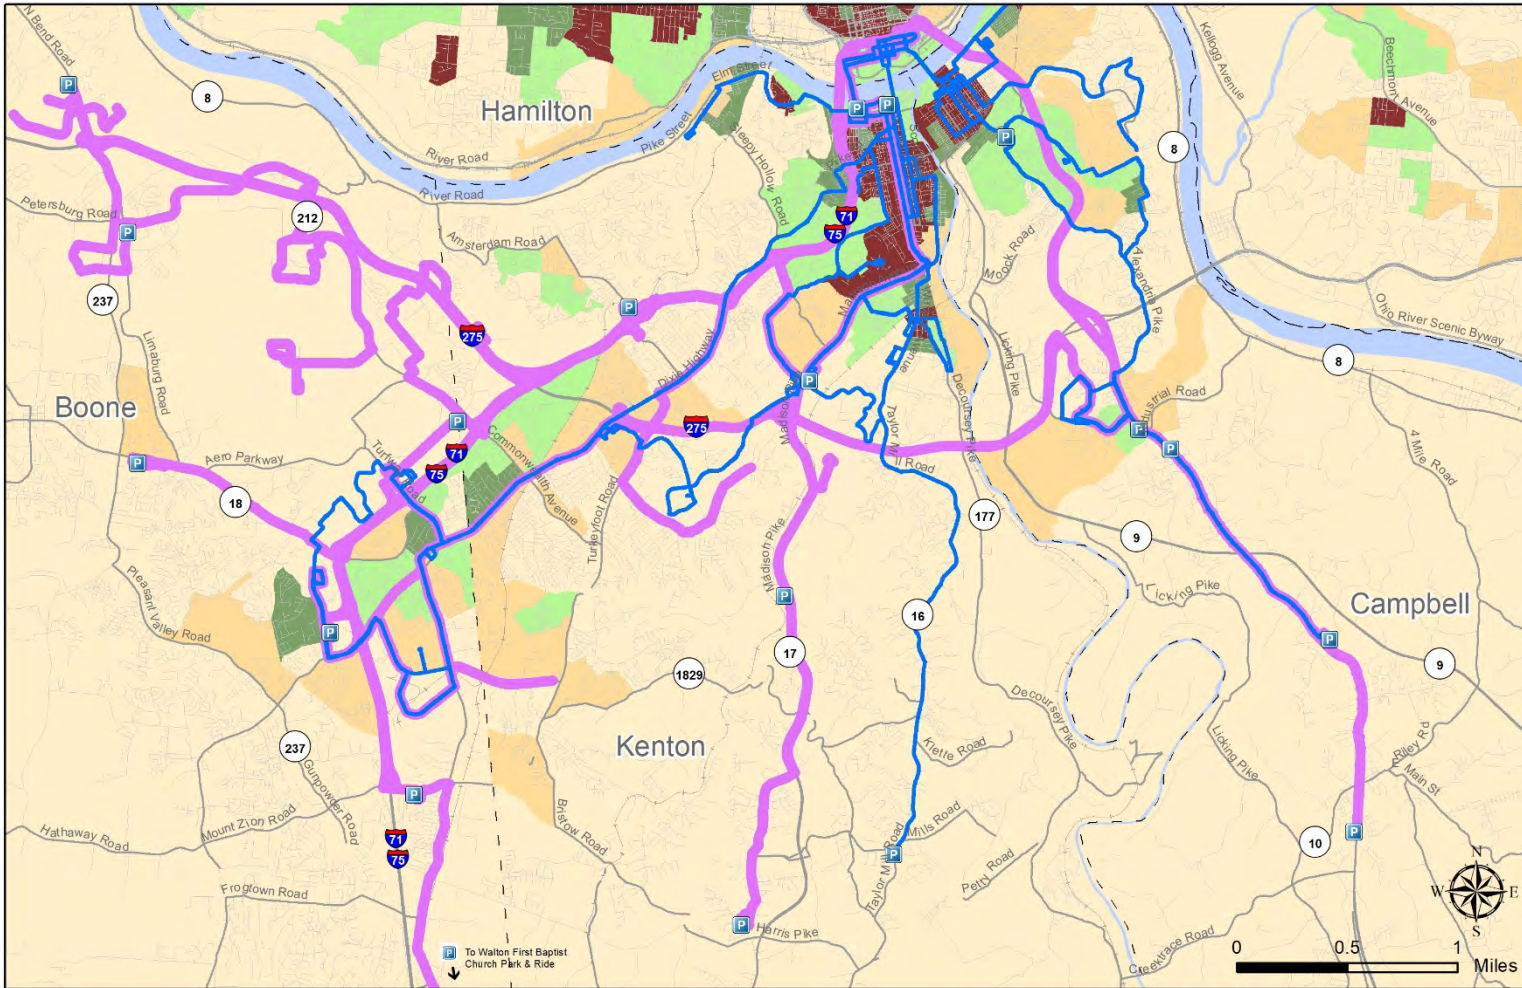 N Bend Road
8
Hamilton
Elm Street
Pike Street
River Road
River Road
Sleepy Hollow Road
Kellogg Avenue
Beechmont Avenue
8
Petersburg Road
212
Amsterdam Road
71
75
Moock Road
Alexandria Pike
237
Limaburg Road
275
Dixie Highway
Licking Pike
Ohio River Scenic Byway
8
Boone
275
Madison
Decoursey Pike
Industrial Road
Turfway Road
Aero Parkway
71
75
Commonwealth Avenue
Taylor Mill Road
4 Mile Road
18
Turkeyfoot Road
177
9
Madison Pike
Licking Pike
Pleasant Valley Road
16
Campbell
17
9
1829
Decoursey Pike
Licking Pike
237
Gunpowder Road
Kenton
Klette Road
Riley Rd
Main St
Mount Zion Road
Hathaway Road
71
75
Bristow Road
Mills Road
Taylor Mill Road
Petty Road
10
Frogtown Road
Harris Pike
Creektrace Road
To Walton First Baptist
Church Park & Ride
N
W E
S
0 0.5 1
Miles